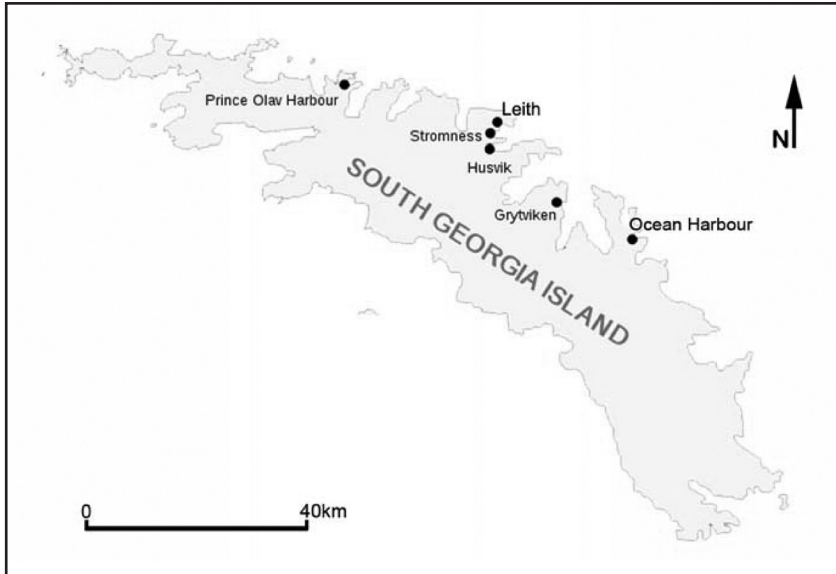 Prince Olav Harbour
Leith
Stromness
Husvik
N
Grytviken
Ocean Harbour
SOUTH GEORGIA ISLAND
0 40km